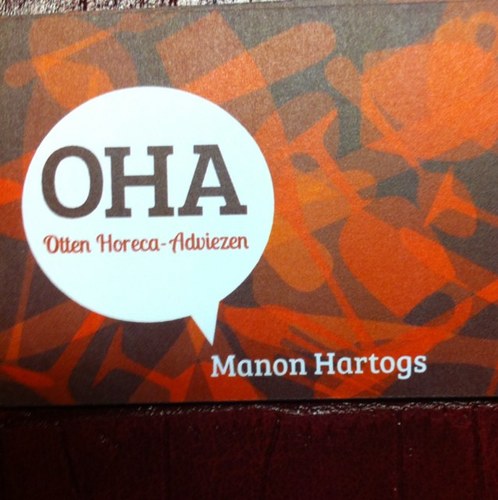 OHA
Otten Horeca-Adviezen
Manon Hartogs